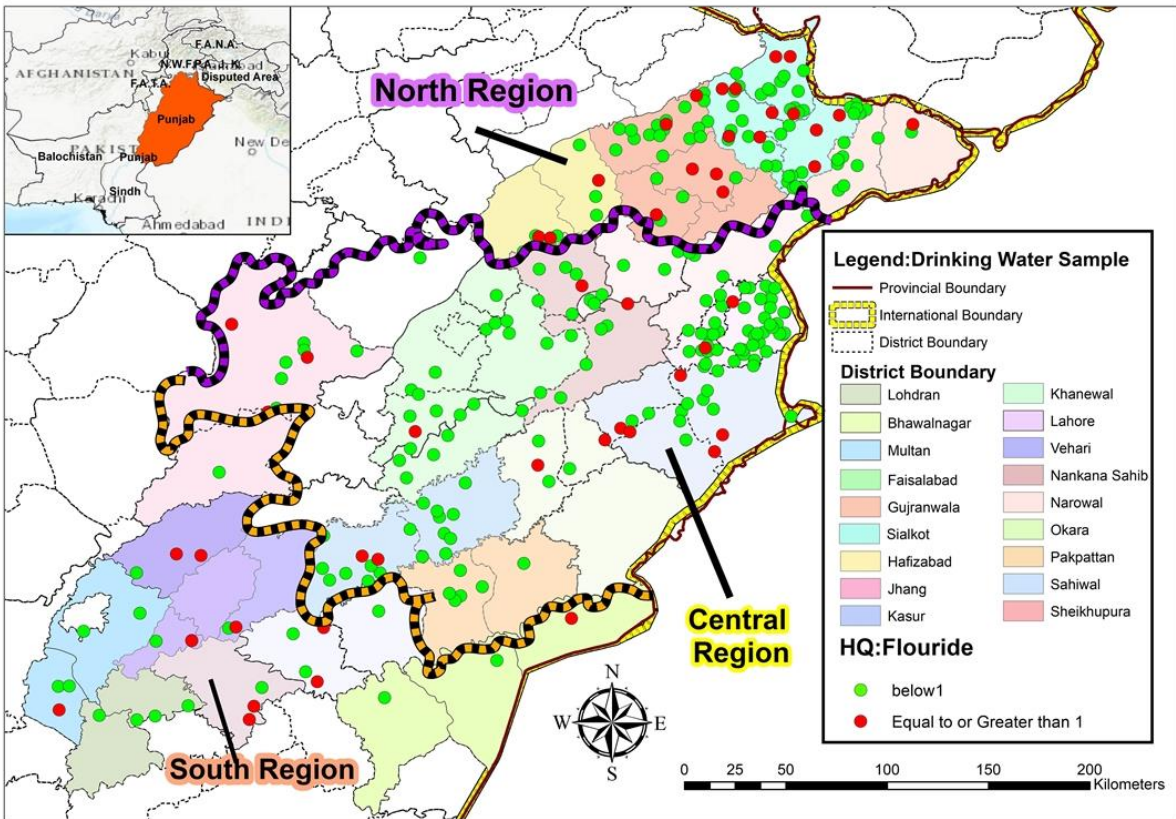 F.A.N.A.
Kabul
N.W.F.P.
A.J.K.
AFGHANISTAN
Disputed Area
F.A.T.A.
Punjab
New De
PAKIST
Balochistan
Punjab
Sindh
Karachi
Ahmedabad
INDI
North Region
Central
Region
South Region
Legend:Drinking Water Sample
Provincial Boundary
International Boundary
District Boundary
District Boundary
Lohdran
Bhawalnagar
Multan
Faisalabad
Gujranwala
Sialkot
Hafizabad
Jhang
Kasur
Khanewal
Lahore
Vehari
Nankana Sahib
Narowal
Okara
Pakpattan
Sahiwal
Sheikhupura
HQ:Flouride
below1
Equal to or Greater than 1
N
W
E
S
0 25 50 100 150 200
Kilometers